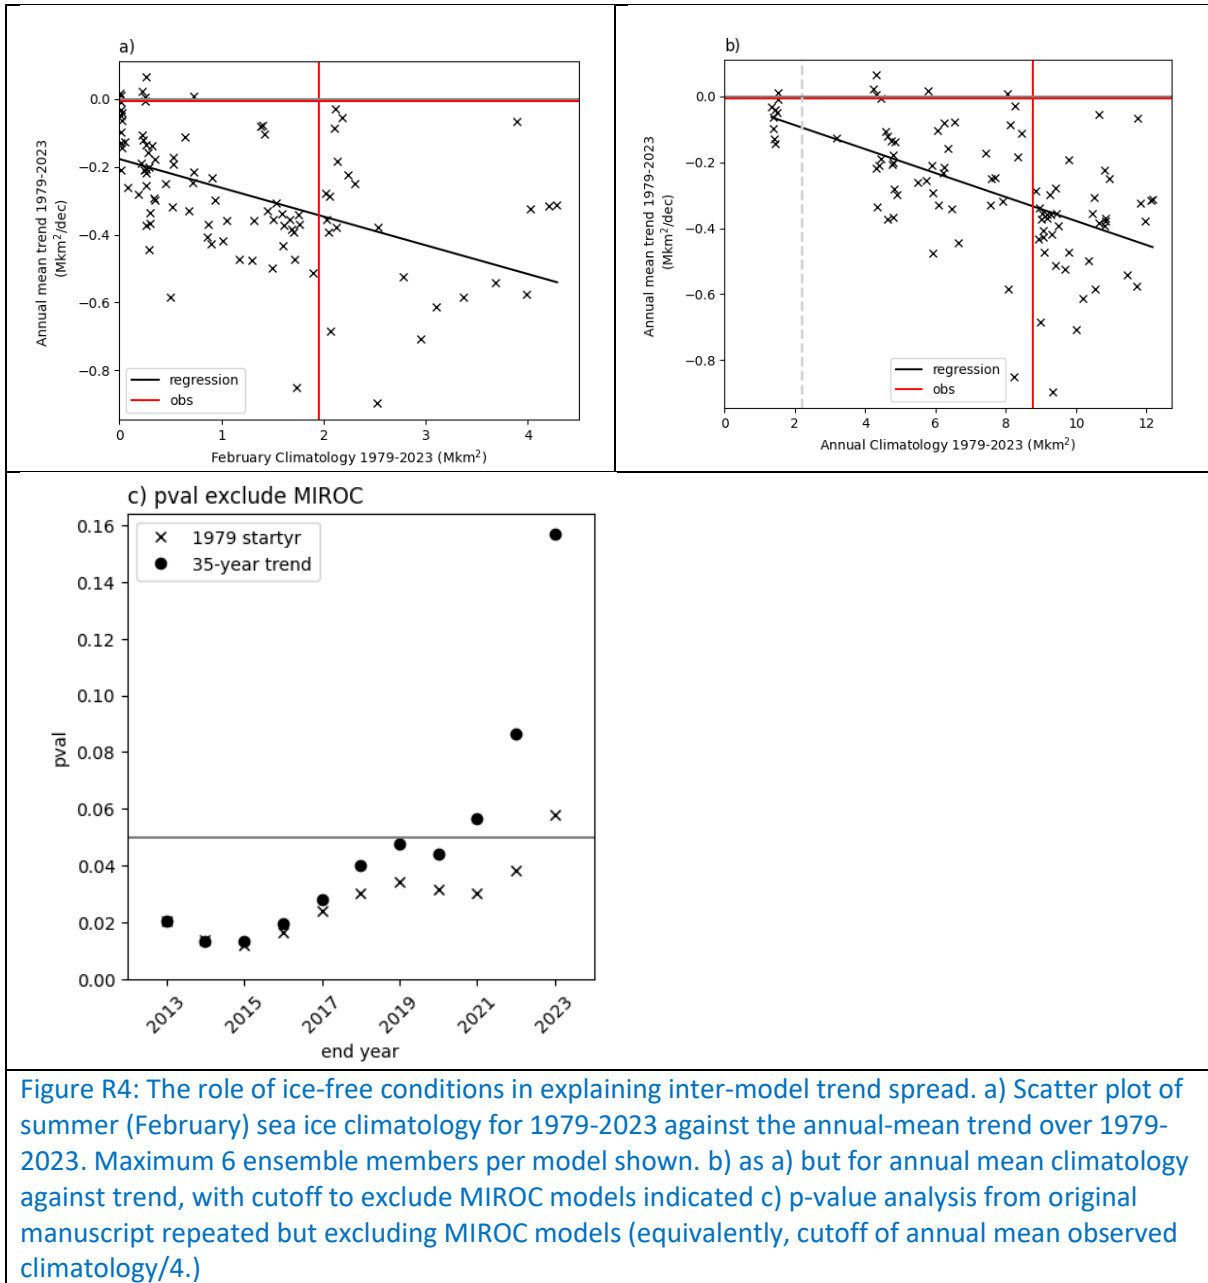 a)
0.0
−0.2
−0.4
−0.6
−0.8
Annual mean trend 1979-2023
(Mkm²/dec)
regression
obs
0 1 2 3 4
February Climatology 1979-2023 (Mkm²)
b)
0.0
−0.2
−0.4
−0.6
−0.8
Annual mean trend 1979-2023
(Mkm²/dec)
regression
obs
0 2 4 6 8 10 12
Annual Climatology 1979-2023 (Mkm²)
c) pval exclude MIROC
1979 startyr
35-year trend
0.16
0.14
0.12
0.10
0.08
0.06
0.04
0.02
0.00
pval
2013 2015 2017 2019 2021 2023
end year
Figure R4: The role of ice-free conditions in explaining inter-model trend spread. a) Scatter plot of
summer (February) sea ice climatology for 1979-2023 against the annual-mean trend over 1979-
2023. Maximum 6 ensemble members per model shown. b) as a) but for annual mean climatology
against trend, with cutoff to exclude MIROC models indicated c) p-value analysis from original
manuscript repeated but excluding MIROC models (equivalently, cutoff of annual mean observed
climatology/4.)